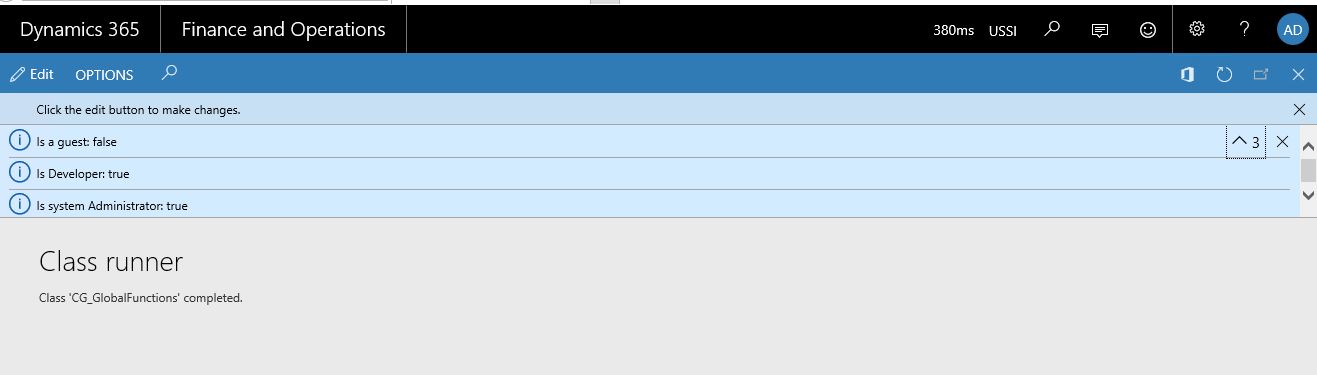 Dynamics 365 Finance and Operations 380ms USSI ? AD
Edit OPTIONS
Click the edit button to make changes.
Is a guest: false 3
Is Developer: true
Is system Administrator: true
Class runner
Class 'CG_GlobalFunctions' completed.